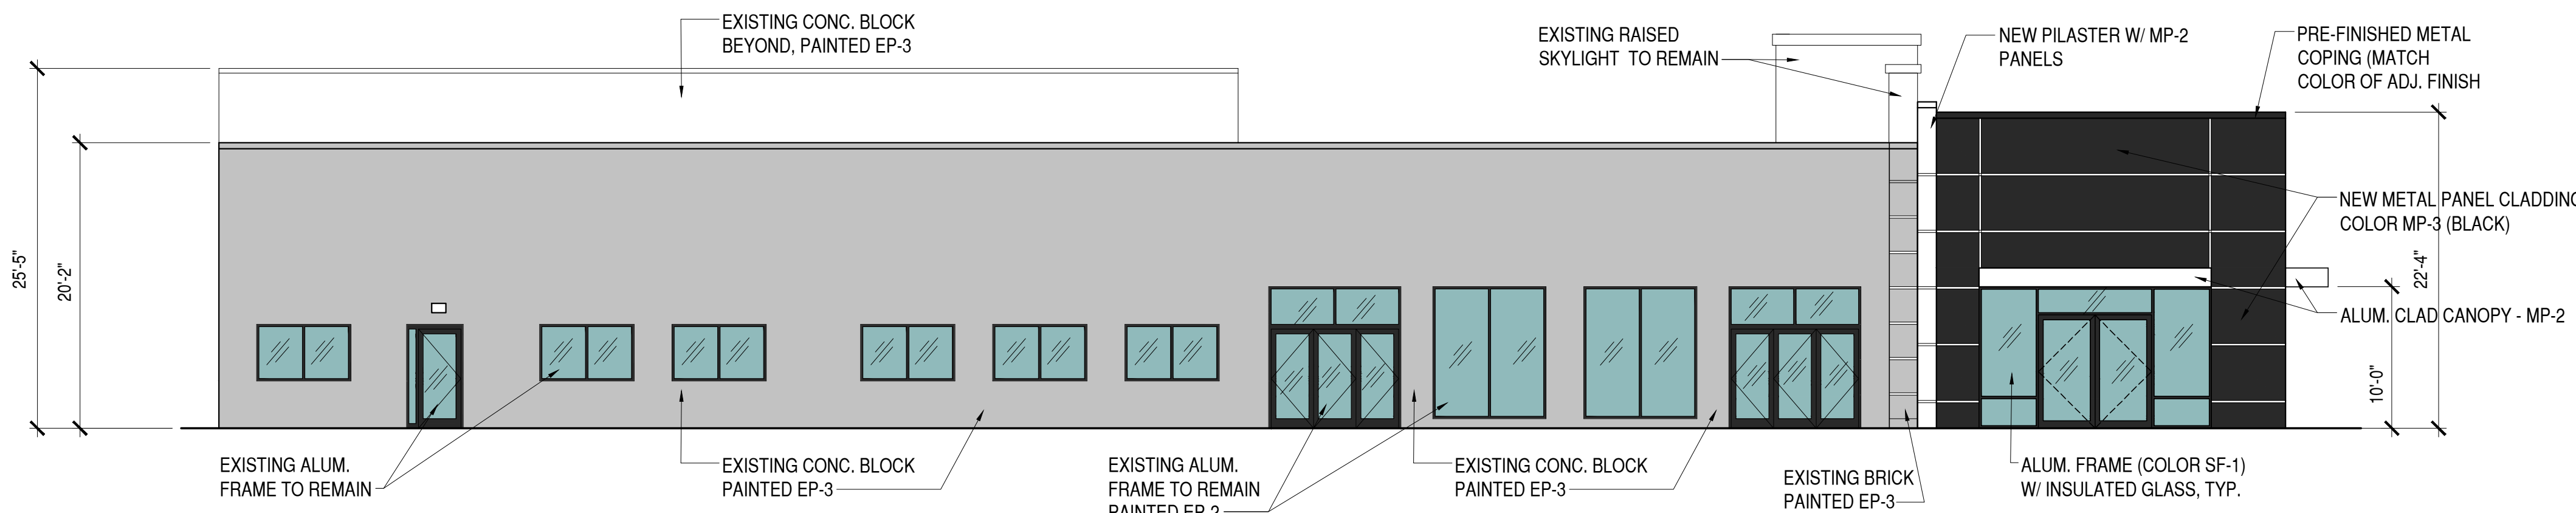 EXISTING CONC. BLOCK
BEYOND, PAINTED EP-3
EXISTING RAISED
SKYLIGHT TO REMAIN
NEW PILASTER W/ MP-2
PANELS
PRE-FINISHED METAL
COPING (MATCH
COLOR OF ADJ. FINISH
25'-5"
20'-2"
NEW METAL PANEL CLADDING
COLOR MP-3 (BLACK)
22'-4"
ALUM. CLAD CANOPY - MP-2
10'-0"
EXISTING ALUM.
FRAME TO REMAIN
EXISTING CONC. BLOCK
PAINTED EP-3
EXISTING ALUM.
FRAME TO REMAIN
PAINTED EP-2
EXISTING CONC. BLOCK
PAINTED EP-3
EXISTING BRICK
PAINTED EP-3
ALUM. FRAME (COLOR SF-1)
W/ INSULATED GLASS, TYP.